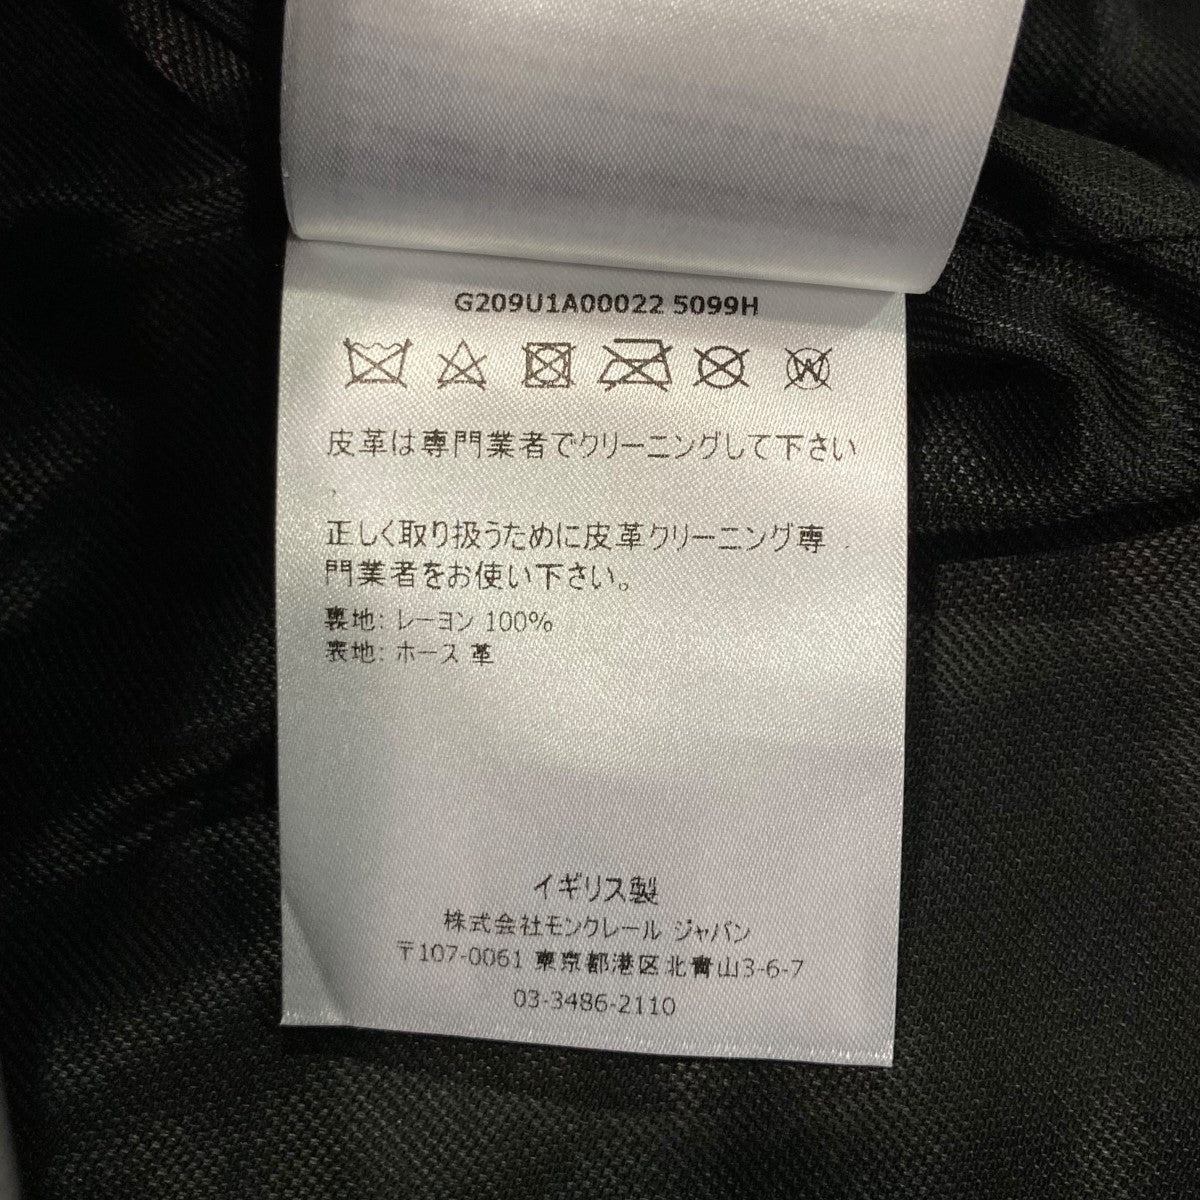 G209U1A00022 5099H
皮革は専門業者でクリーニングして下さい
.
正しく取り扱うために皮革クリーニング専
門業者をお使い下さい。
裏地: レーヨン 100%
表地: ホース 革
イギリス製
株式会社モンクレール ジャパン
〒107-0061 東京都港区北青山3-6-7
03-3486-2110